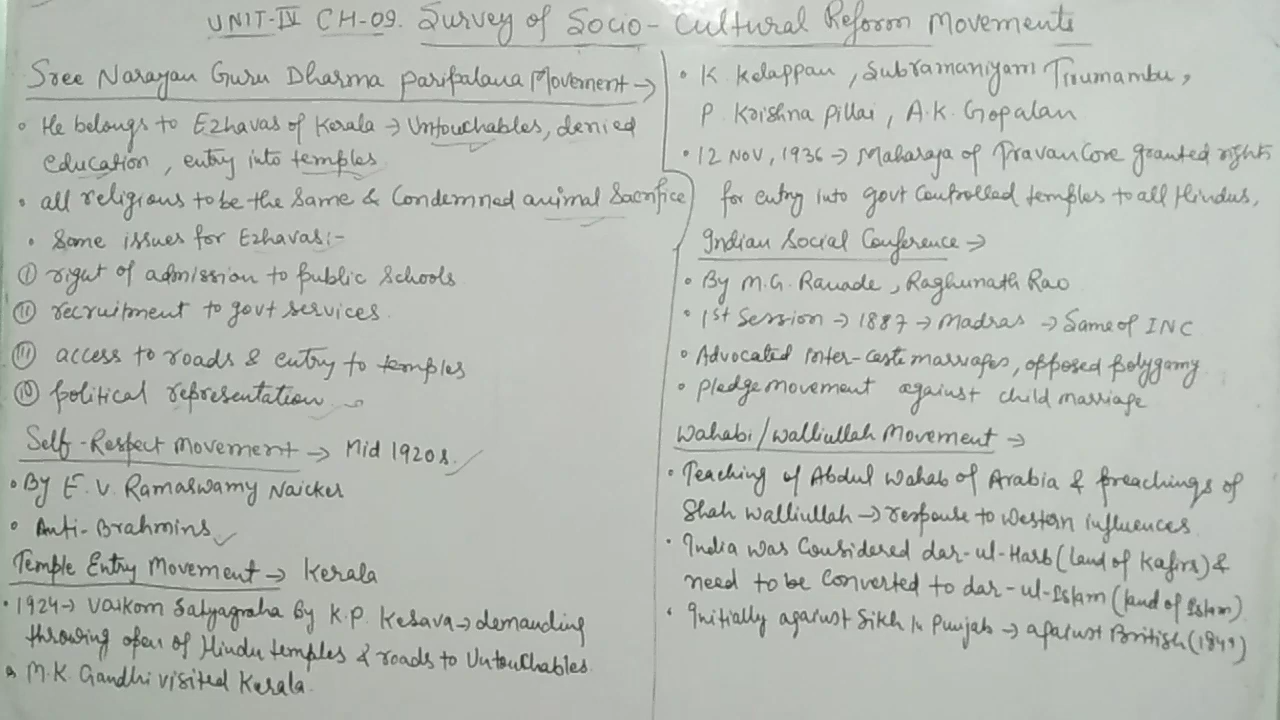 UNIT-IV CH-09. Survey of Socio-Cultural Reform Movements
Sree Narayan Guru Dharma Paripalana Movement →
• He belongs to Ezhavas of Kerala → Untouchables, denied
education, entry into temples
• all religious to be the same & Condemned animal Sacrifice
• Some issues for Ezhavas:-
(I) right of admission to public schools
(II) recruitment to govt services.
(III) access to roads & entry to temples
(IV) political representation
Self-Respect Movement → Mid 1920s.
• By E. V. Ramaswamy Naicker
• Anti-Brahmins
Temple Entry Movement → Kerala
• 1924 → Vaikom Satyagraha By K.P. Kesava → demanding
throwing open of Hindu temples & roads to Untouchables.
• M.K. Gandhi visited Kerala.
• K Kelappan, Subramaniyam Tirumambu,
P Krishna Pillai, A.K. Gopalan
• 12 Nov, 1936 → Maharaja of Travancore granted rights
for entry into govt controlled temples to all Hindus.
Indian Social Conference →
• By M.G. Ranade, Raghunath Rao
• 1st Session → 1887 → Madras → Same of INC
• Advocated inter-caste marriages, opposed polygamy
• Pledge movement against child marriage
Wahabi/Walliullah Movement →
• Teaching of Abdul Wahab of Arabia & preachings of
Shah Walliullah → response to Western influences
• India was Considered dar-ul-Harb (land of Kafirs) &
need to be converted to dar-ul-Islam (land of Islam)
• Initially against Sikh in Punjab → against British (1849)